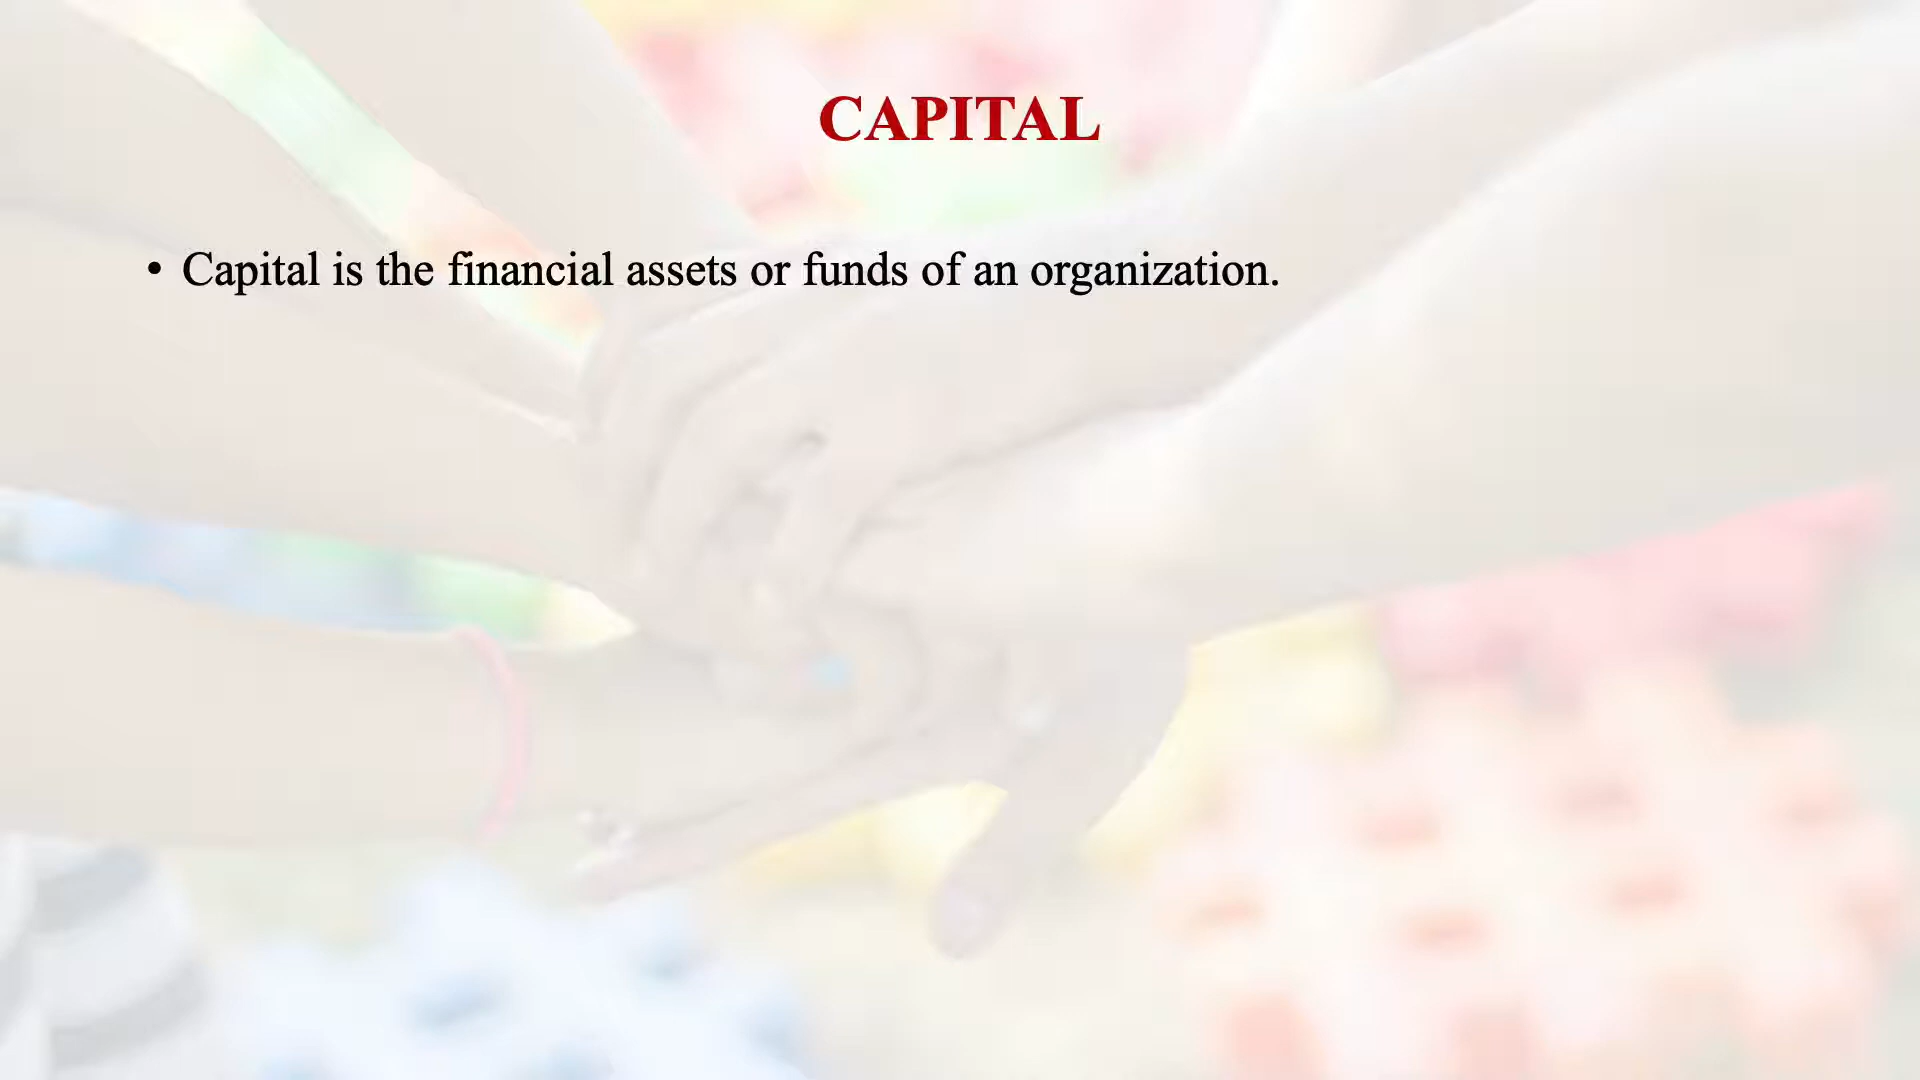 CAPITAL
• Capital is the financial assets or funds of an organization.